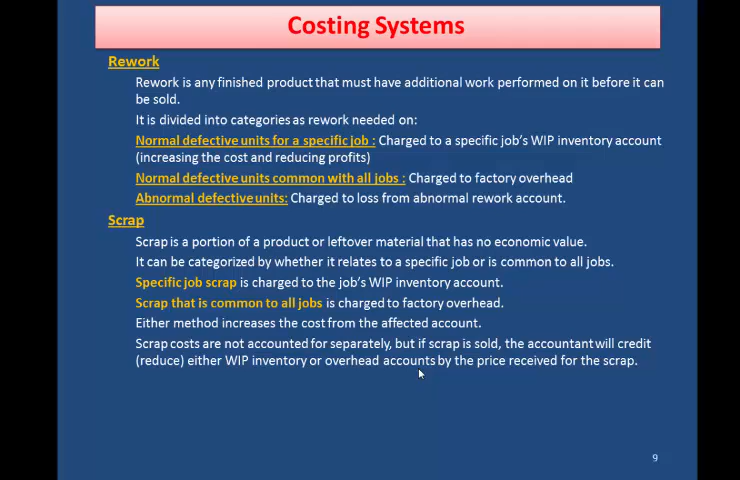 Costing Systems
Rework
Rework is any finished product that must have additional work performed on it before it can
be sold.
It is divided into categories as rework needed on:
Normal defective units for a specific job : Charged to a specific job's WIP inventory account
(increasing the cost and reducing profits)
Normal defective units common with all jobs : Charged to factory overhead
Abnormal defective units: Charged to loss from abnormal rework account.
Scrap
Scrap is a portion of a product or leftover material that has no economic value.
It can be categorized by whether it relates to a specific job or is common to all jobs.
Specific job scrap is charged to the job's WIP inventory account.
Scrap that is common to all jobs is charged to factory overhead.
Either method increases the cost from the affected account.
Scrap costs are not accounted for separately, but if scrap is sold, the accountant will credit
(reduce) either WIP inventory or overhead accounts by the price received for the scrap.
9